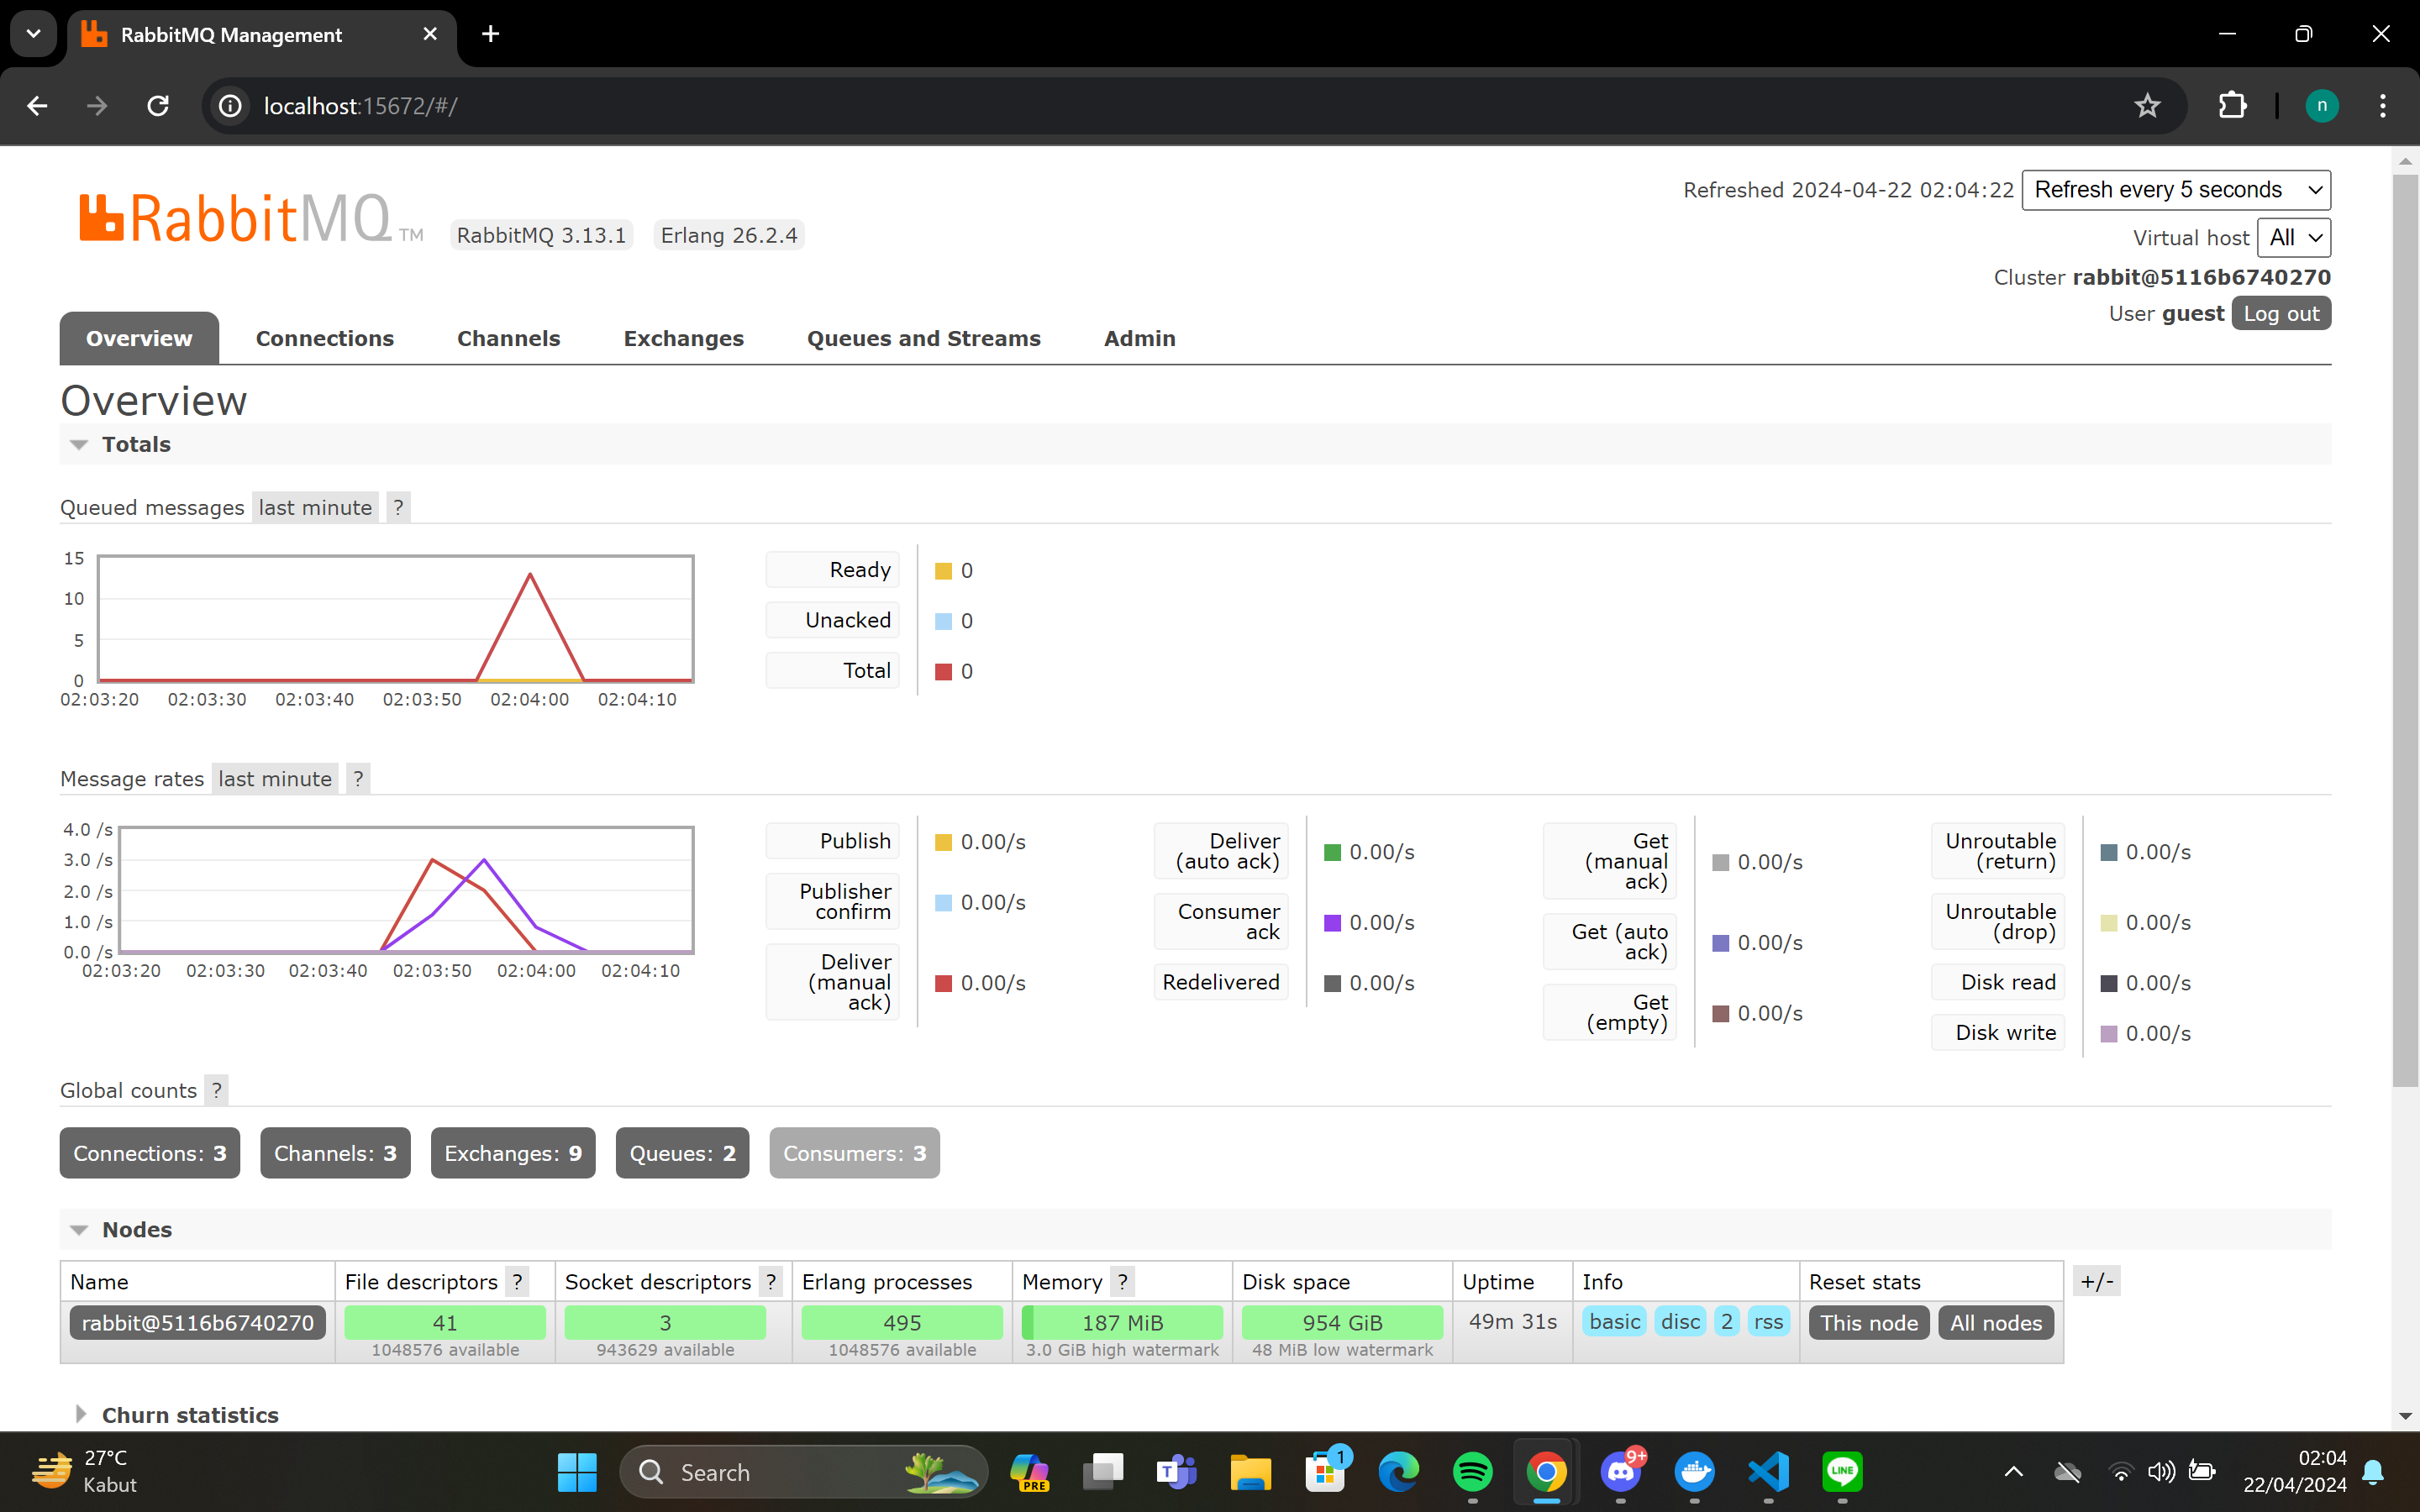 RabbitMQ Management
localhost:15672/#/
n
Refreshed 2024-04-22 02:04:22 Refresh every 5 seconds
RabbitMQ TM RabbitMQ 3.13.1 Erlang 26.2.4
Virtual host All
Cluster rabbit@5116b6740270
User guest Log out
Overview Connections Channels Exchanges Queues and Streams Admin
Overview
Totals
Queued messages last minute ?
15
10
5
0
02:03:20 02:03:30 02:03:40 02:03:50 02:04:00 02:04:10
Ready 0
Unacked 0
Total 0
Message rates last minute ?
4.0 /s
3.0 /s
2.0 /s
1.0 /s
0.0 /s
02:03:20 02:03:30 02:03:40 02:03:50 02:04:00 02:04:10
Publish 0.00/s
Publisher
confirm 0.00/s
Deliver
(manual
ack) 0.00/s
Deliver
(auto ack) 0.00/s
Consumer
ack 0.00/s
Redelivered 0.00/s
Get
(manual
ack) 0.00/s
Get (auto
ack) 0.00/s
Get
(empty) 0.00/s
Unroutable
(return) 0.00/s
Unroutable
(drop) 0.00/s
Disk read 0.00/s
Disk write 0.00/s
Global counts ?
Connections: 3 Channels: 3 Exchanges: 9 Queues: 2 Consumers: 3
Nodes
Name File descriptors ? Socket descriptors ? Erlang processes Memory ? Disk space Uptime Info Reset stats +/-
rabbit@5116b6740270 41 3 495 187 MiB 954 GiB 49m 31s basic disc 2 rss This node All nodes
1048576 available 943629 available 1048576 available 3.0 GiB high watermark 48 MiB low watermark
Churn statistics
27°C
Kabut
Search
PRE
T
1
9+
LINE
02:04
22/04/2024